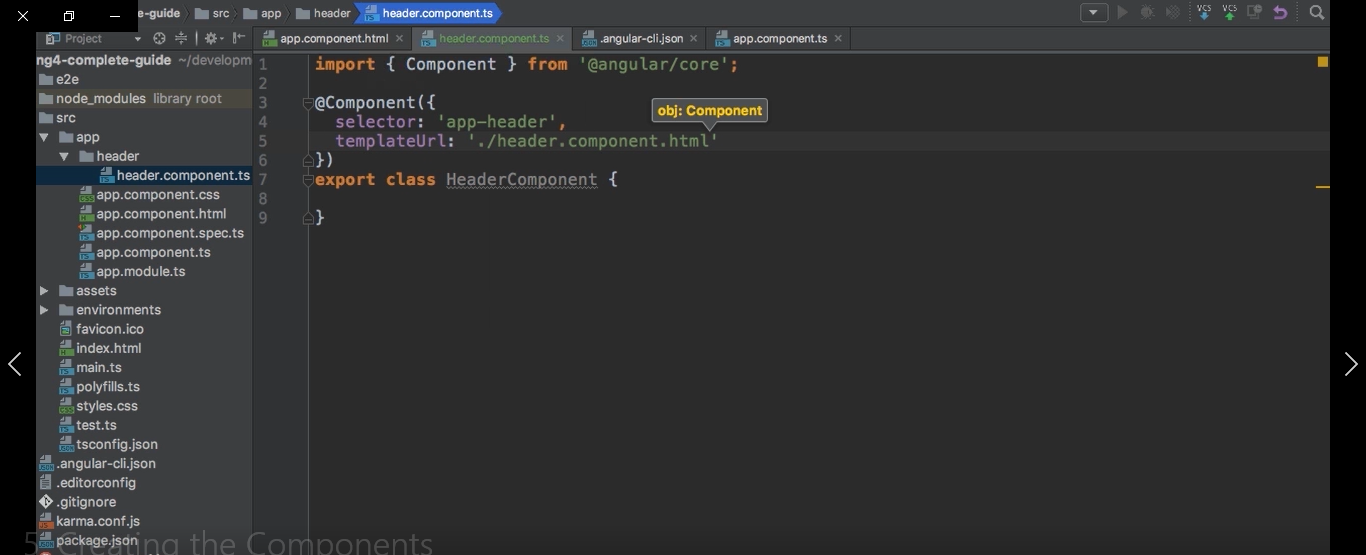 e-guide src app header header.component.ts
Project
app.component.html header.component.ts .angular-cli.json app.component.ts
VCS VCS
ng4-complete-guide ~/developm
e2e
node_modules library root
src
app
header
header.component.ts
app.component.css
app.component.html
app.component.spec.ts
app.component.ts
app.module.ts
assets
environments
favicon.ico
index.html
main.ts
polyfills.ts
styles.css
test.ts
tsconfig.json
.angular-cli.json
.editorconfig
.gitignore
karma.conf.js
package.json
1 import { Component } from '@angular/core';
2
3 @Component({
obj: Component
4 selector: 'app-header',
5 templateUrl: './header.component.html'
6 })
7 export class HeaderComponent {
8
9 }
5. Creating the Components